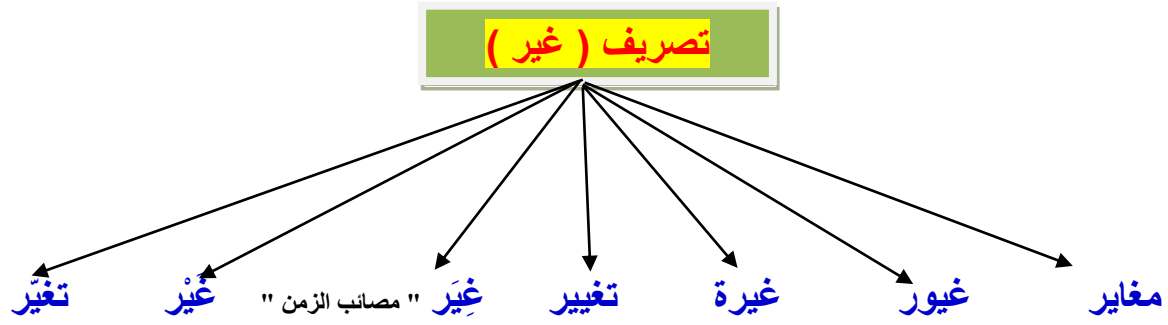 تصريف ( غير )
مغاير غيور غيرة تغيير غِيَر " مصائب الزمن " غَيْر تغيّر